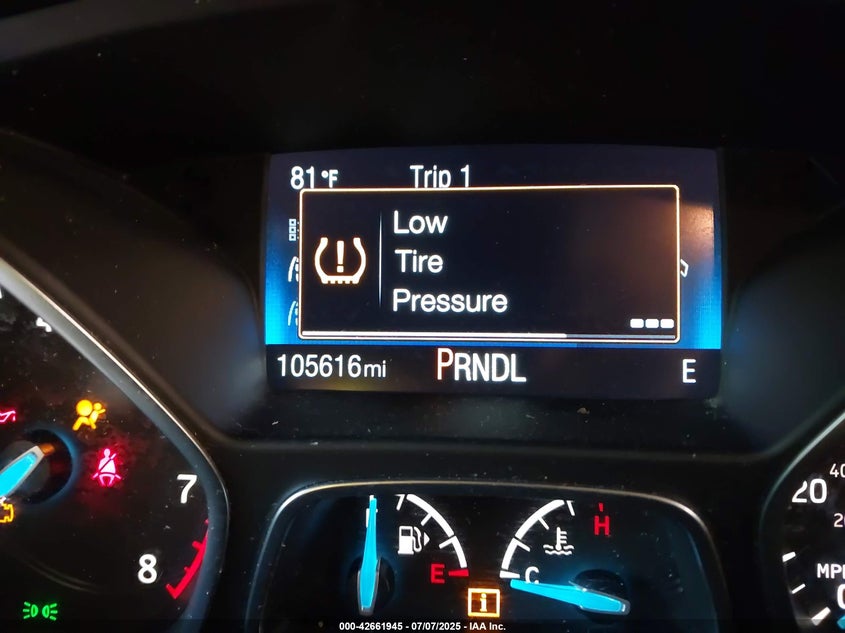 81°F Trip 1
Low
Tire
Pressure
105616mi PRNDL E
7
8
E
C
H
20
MPH
000-42661945 - 07/07/2025 - IAA Inc.